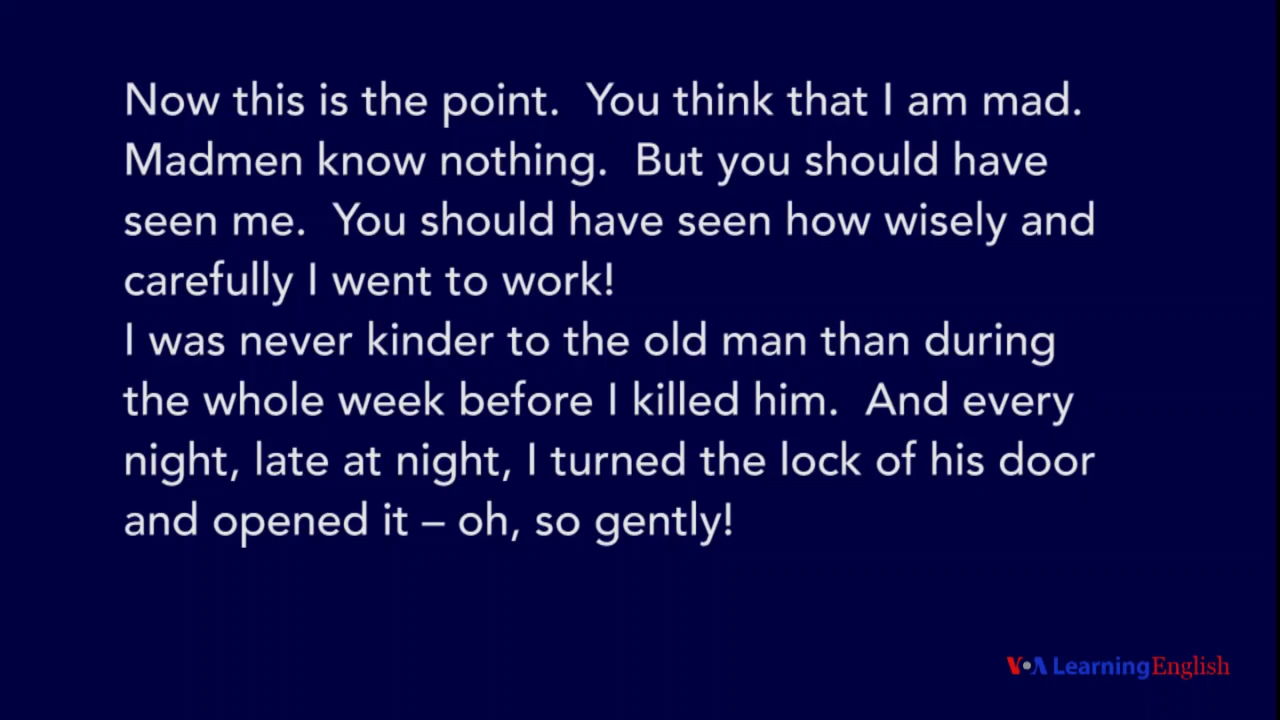 Now this is the point.  You think that I am mad.
Madmen know nothing.  But you should have
seen me.  You should have seen how wisely and
carefully I went to work!
I was never kinder to the old man than during
the whole week before I killed him.  And every
night, late at night, I turned the lock of his door
and opened it – oh, so gently!
VOA Learning English